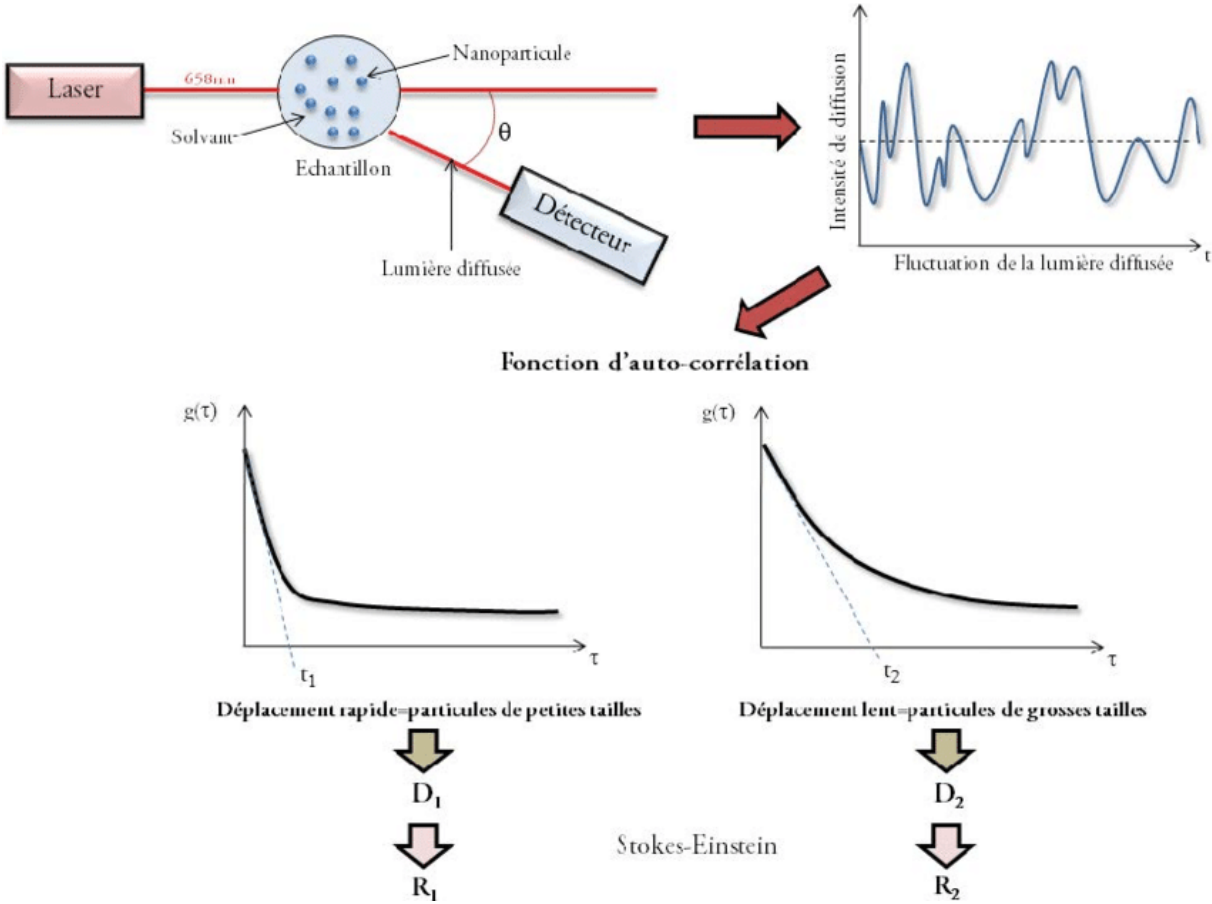 Laser
658nm
Nanoparticule
Solvant
Echantillon
θ
Détecteur
Lumière diffusée
Intensité de diffusion
t
Fluctuation de la lumière diffusée
Fonction d'auto-corrélation
g(τ)
τ
t1
g(τ)
τ
t2
Déplacement rapide=particules de petites tailles
Déplacement lent=particules de grosses tailles
D1
D2
Stokes-Einstein
R1
R2